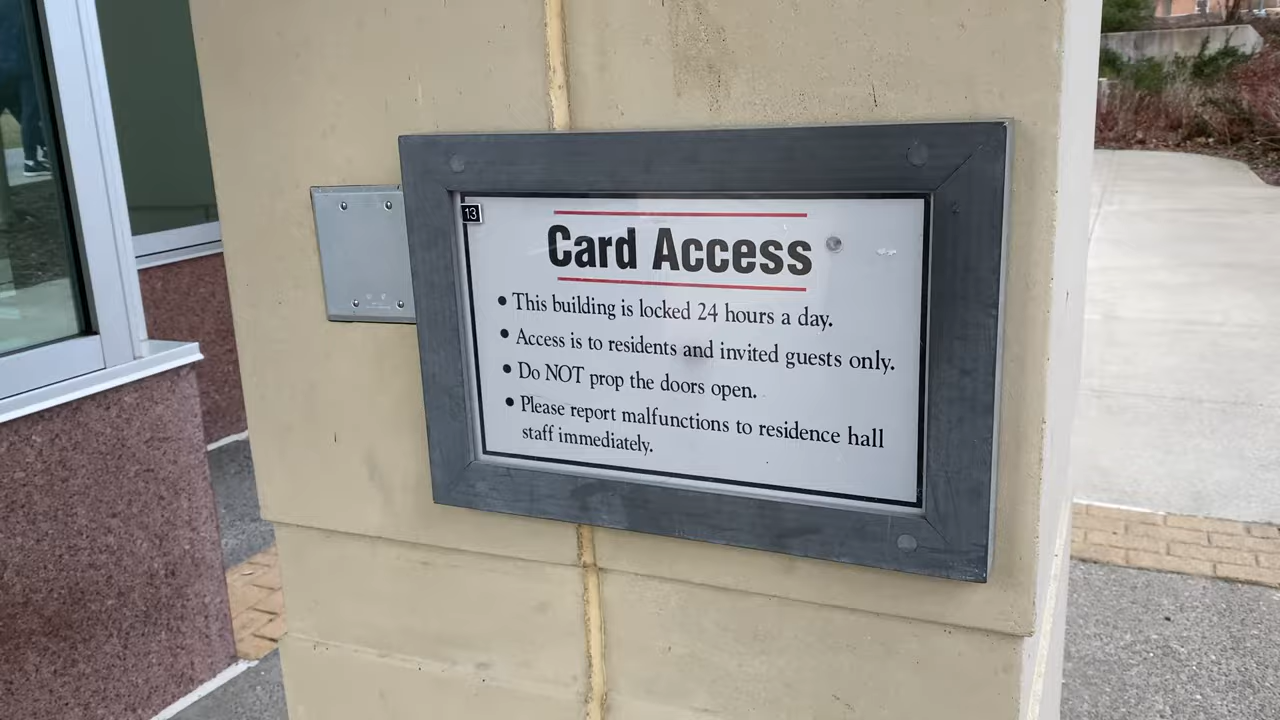 13
Card Access
• This building is locked 24 hours a day.
• Access is to residents and invited guests only.
• Do NOT prop the doors open.
• Please report malfunctions to residence hall
staff immediately.